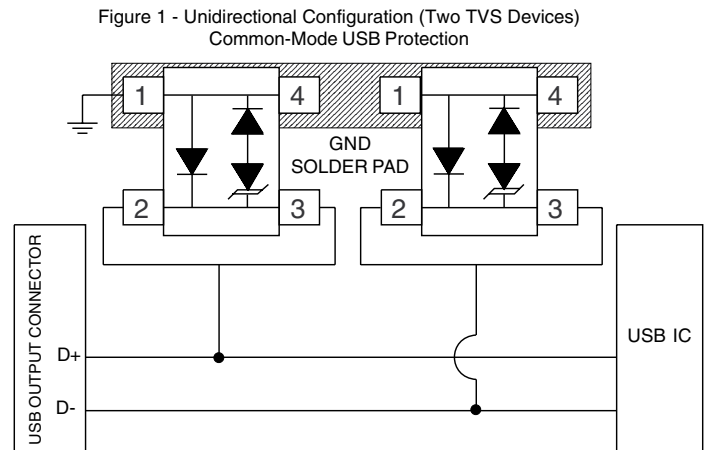 Figure 1 - Unidirectional Configuration (Two TVS Devices)
Common-Mode USB Protection
1
4
1
4
GND
SOLDER PAD
2
3
2
3
USB OUTPUT CONNECTOR
D+
D-
USB IC